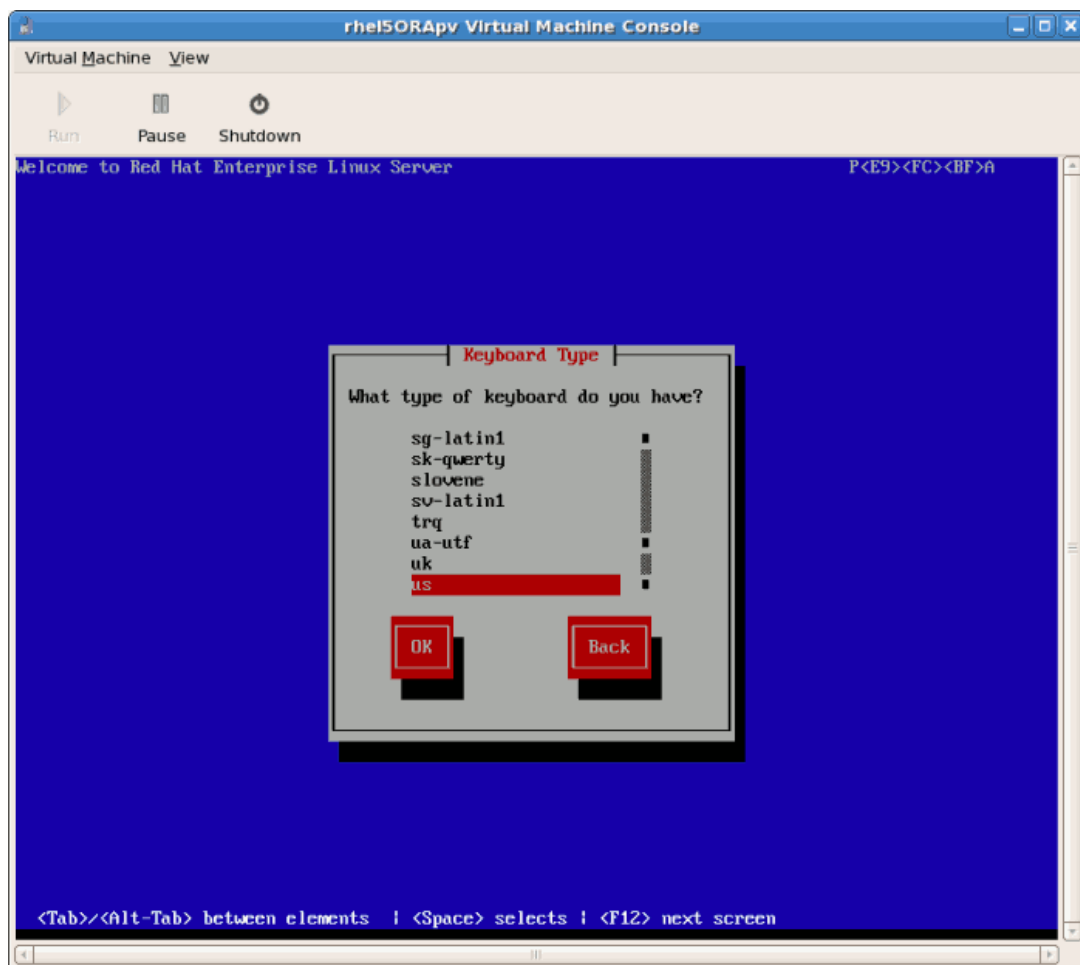 rhel5ORApv Virtual Machine Console
Virtual Machine View
Run Pause Shutdown
Welcome to Red Hat Enterprise Linux Server P<E9><FC><BF>A
Keyboard Type
What type of keyboard do you have?
sg-latin1
sk-qwerty
slovene
sv-latin1
trq
ua-utf
uk
us
OK Back
<Tab>/<Alt-Tab> between elements | <Space> selects | <F12> next screen